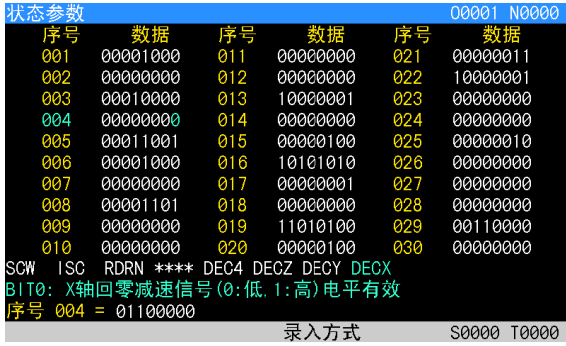 状态参数 O0001 N0000
序号 数据 序号 数据 序号 数据
001 00001000 011 00000000 021 00000011
002 00000000 012 00000000 022 10000001
003 00010000 013 10000001 023 00000000
004 00000000 014 00000000 024 00000000
005 00011001 015 00000100 025 00000010
006 00001000 016 10101010 026 00000000
007 00000000 017 00000001 027 00000000
008 00001101 018 00000000 028 00000000
009 00000000 019 11010100 029 00110000
010 00000000 020 00000100 030 00000000
SCW ISC RDRN **** DEC4 DECZ DECY DECX
BIT0: X轴回零减速信号(0:低,1:高)电平有效
序号 004 = 01100000
录入方式 S0000 T0000